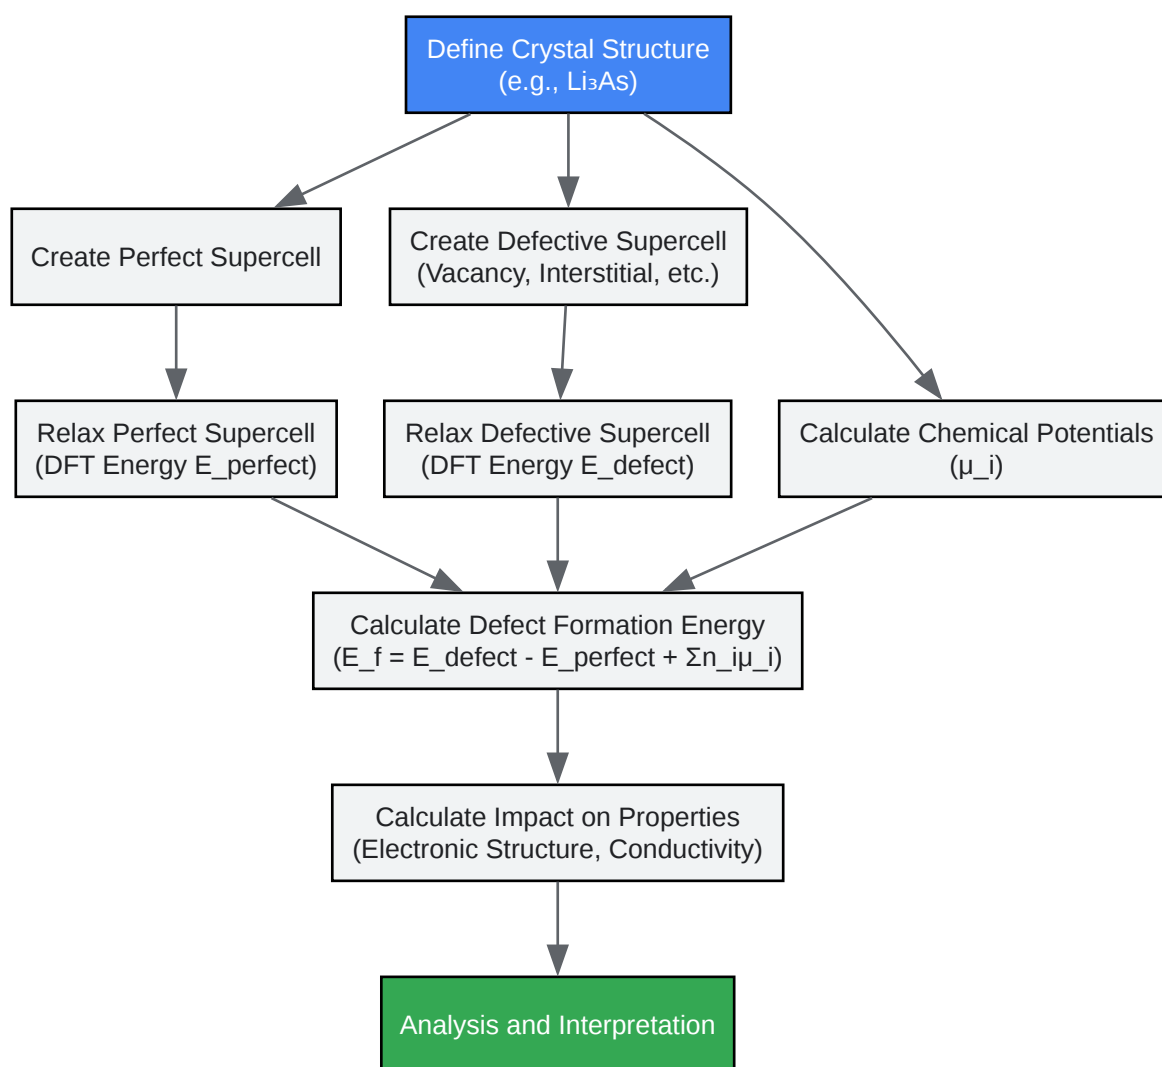 Define Crystal Structure
(e.g., Li₃As)
Create Perfect Supercell
Create Defective Supercell
(Vacancy, Interstitial, etc.)
Relax Perfect Supercell
(DFT Energy E_perfect)
Relax Defective Supercell
(DFT Energy E_defect)
Calculate Chemical Potentials
(μ_i)
Calculate Defect Formation Energy
(E_f = E_defect - E_perfect + Σn_iμ_i)
Calculate Impact on Properties
(Electronic Structure, Conductivity)
Analysis and Interpretation